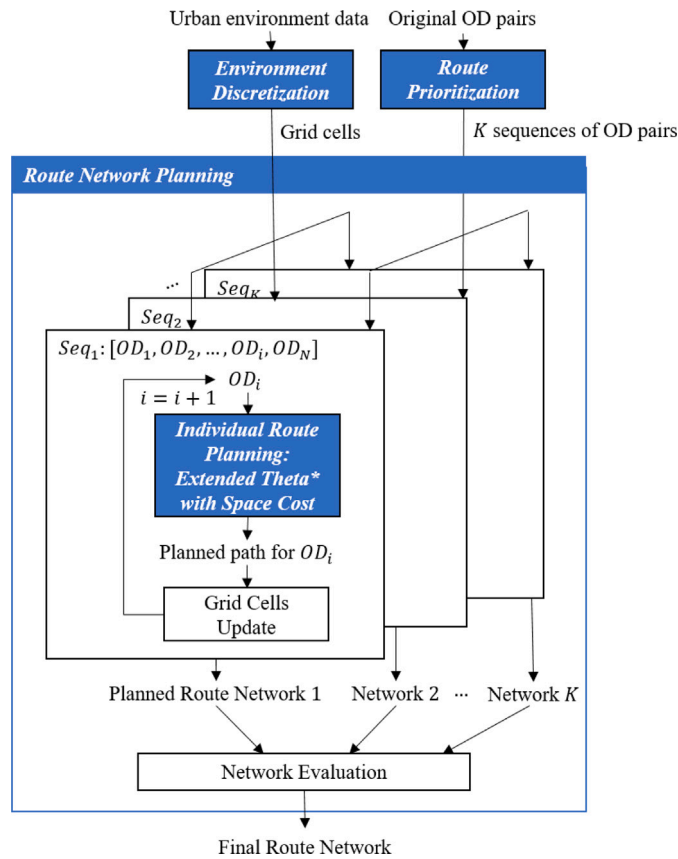 Urban environment data
Original OD pairs
Environment
Discretization
Route
Prioritization
Grid cells
K sequences of OD pairs
Route Network Planning
...
Seq_K
Seq_2
Seq_1: [OD_1, OD_2, ..., OD_i, OD_N]
OD_i
i = i + 1
Individual Route
Planning:
Extended Theta*
with Space Cost
Planned path for OD_i
Grid Cells
Update
Planned Route Network 1
Network 2
...
Network K
Network Evaluation
Final Route Network